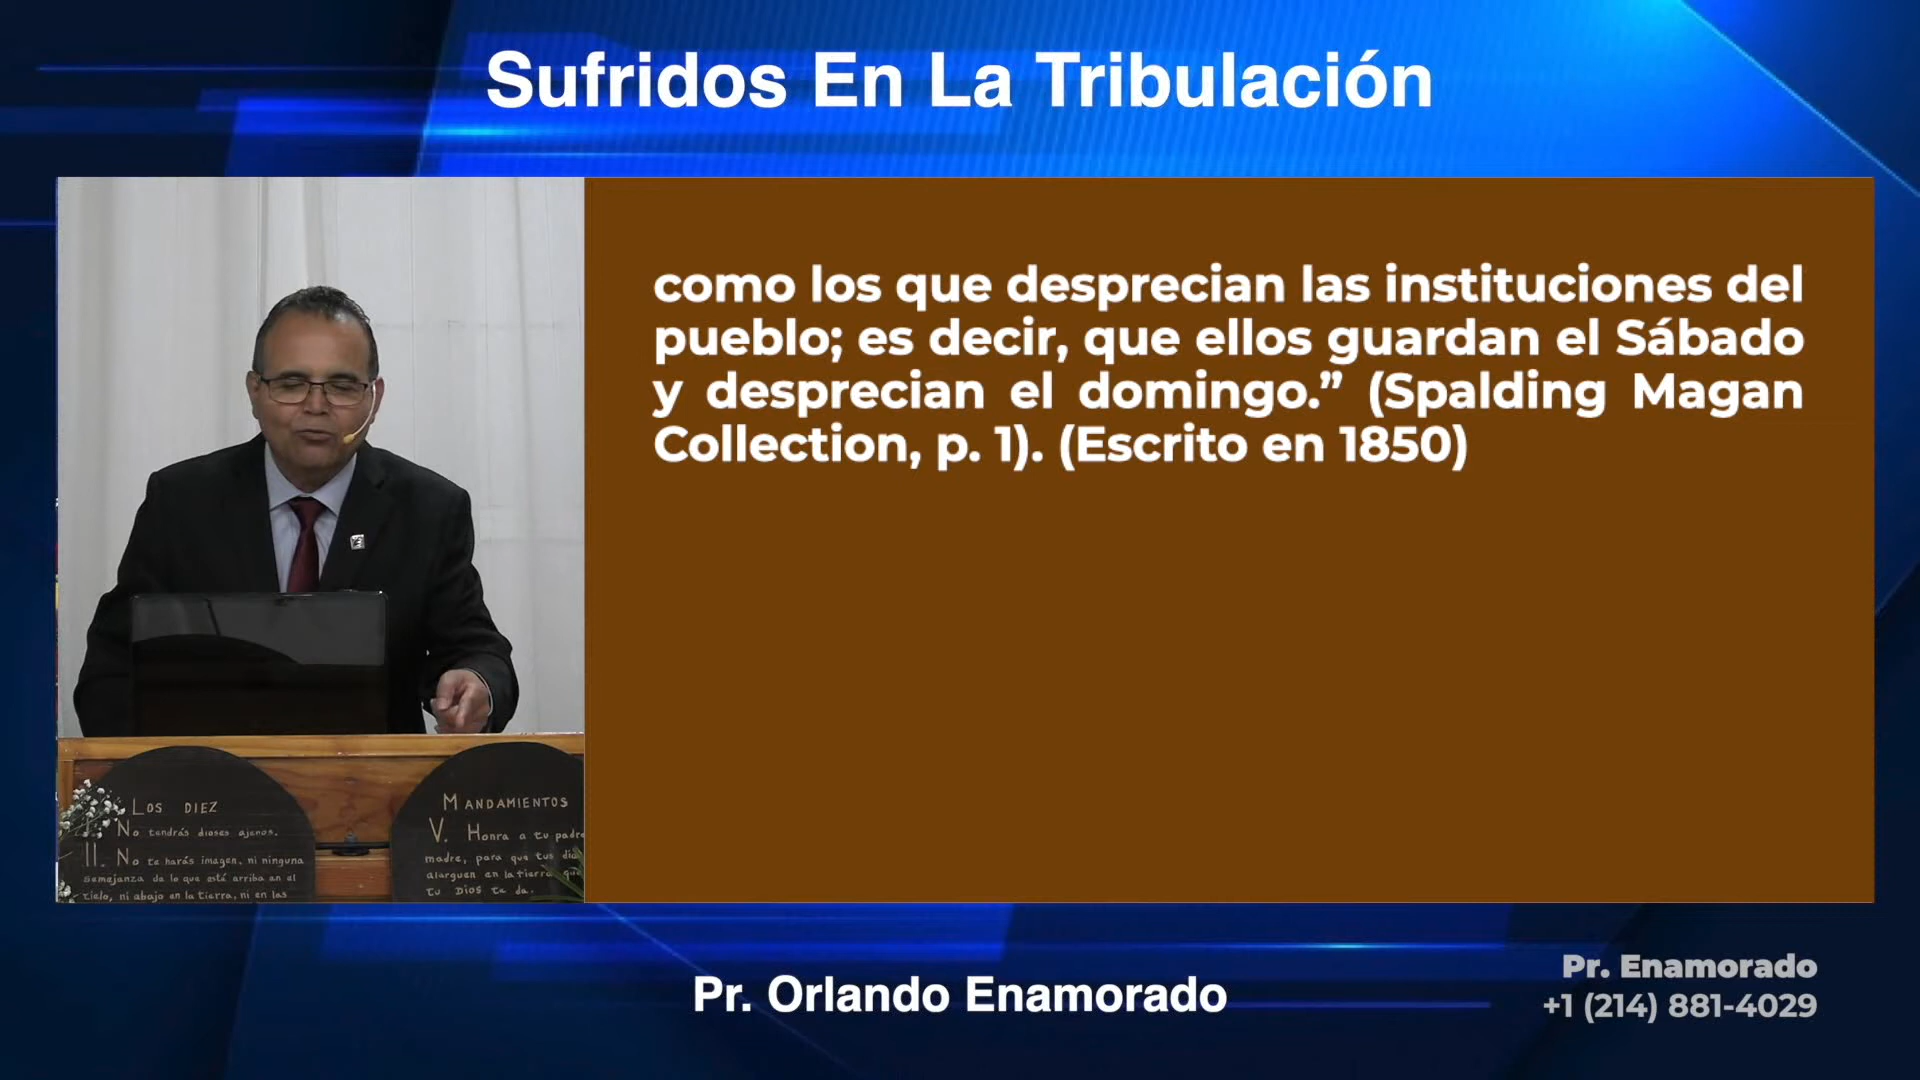 Sufridos En La Tribulación
como los que desprecian las instituciones del
pueblo; es decir, que ellos guardan el Sábado
y desprecian el domingo.” (Spalding Magan
Collection, p. 1). (Escrito en 1850)
LOS DIEZ
I. No tendrás dioses ajenos.
II. No te harás imagen, ni ninguna
semejanza de lo que esté arriba en el
cielo, ni abajo en la tierra, ni en las
MANDAMIENTOS
V. Honra a tu padre
madre, para que tus
alarguen en la tierra que
tu DIOS te da.
Pr. Orlando Enamorado
Pr. Enamorado
+1 (214) 881-4029